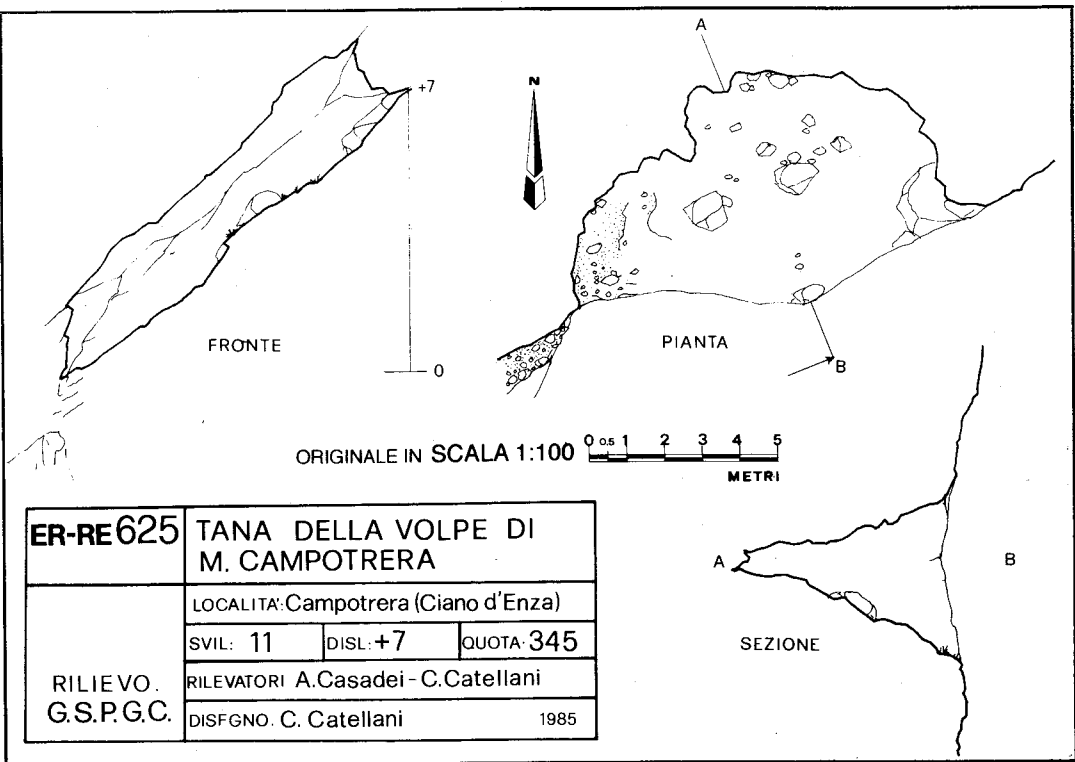 A
+7
N
FRONTE
0
PIANTA
B
ORIGINALE IN SCALA 1:100
0 0.5 1 2 3 4 5
METRI
A
B
SEZIONE
ER-RE 625
TANA DELLA VOLPE DI
M. CAMPOTRERA
LOCALITA': Campotrera (Ciano d'Enza)
SVIL: 11
DISL: +7
QUOTA· 345
RILIEVO.
G.S.P.G.C.
RILEVATORI A.Casadei - C.Catellani
DISFGNO. C. Catellani 1985